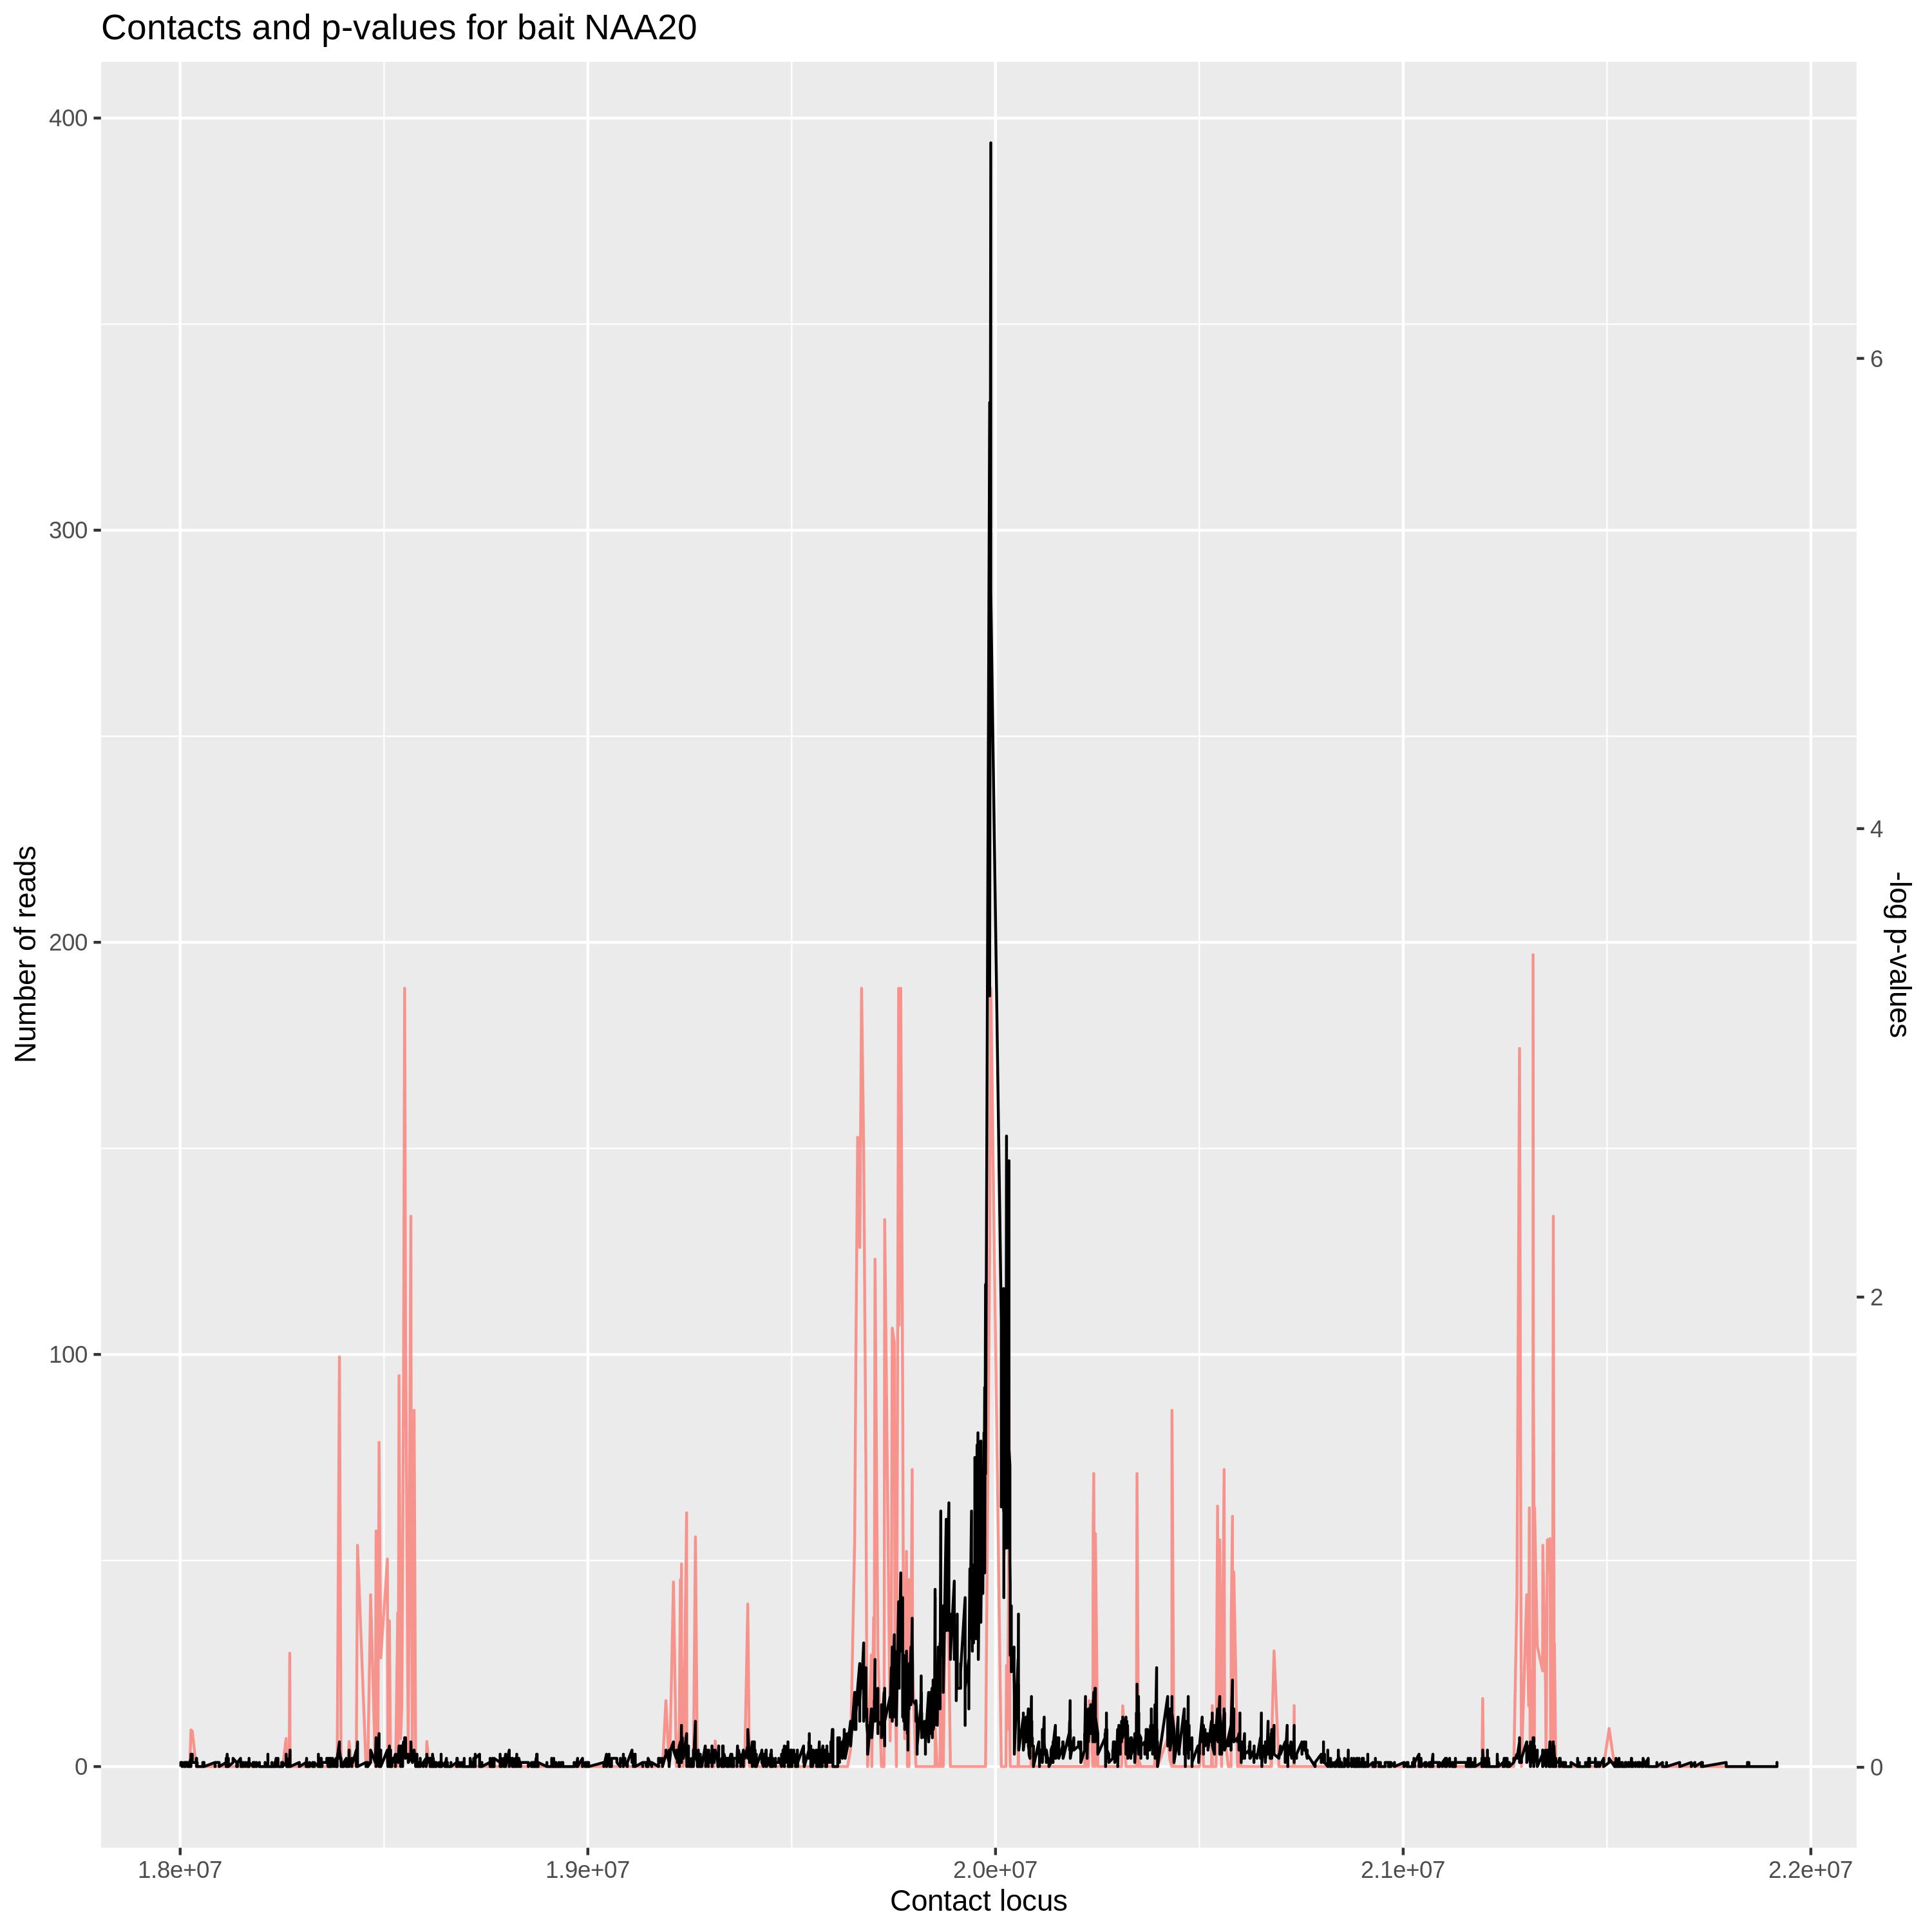 Contacts and p-values for bait NAA20
400
300
200
100
0
Number of reads
6
4
2
0
-log p-values
1.8e+07 1.9e+07 2.0e+07 2.1e+07 2.2e+07
Contact locus